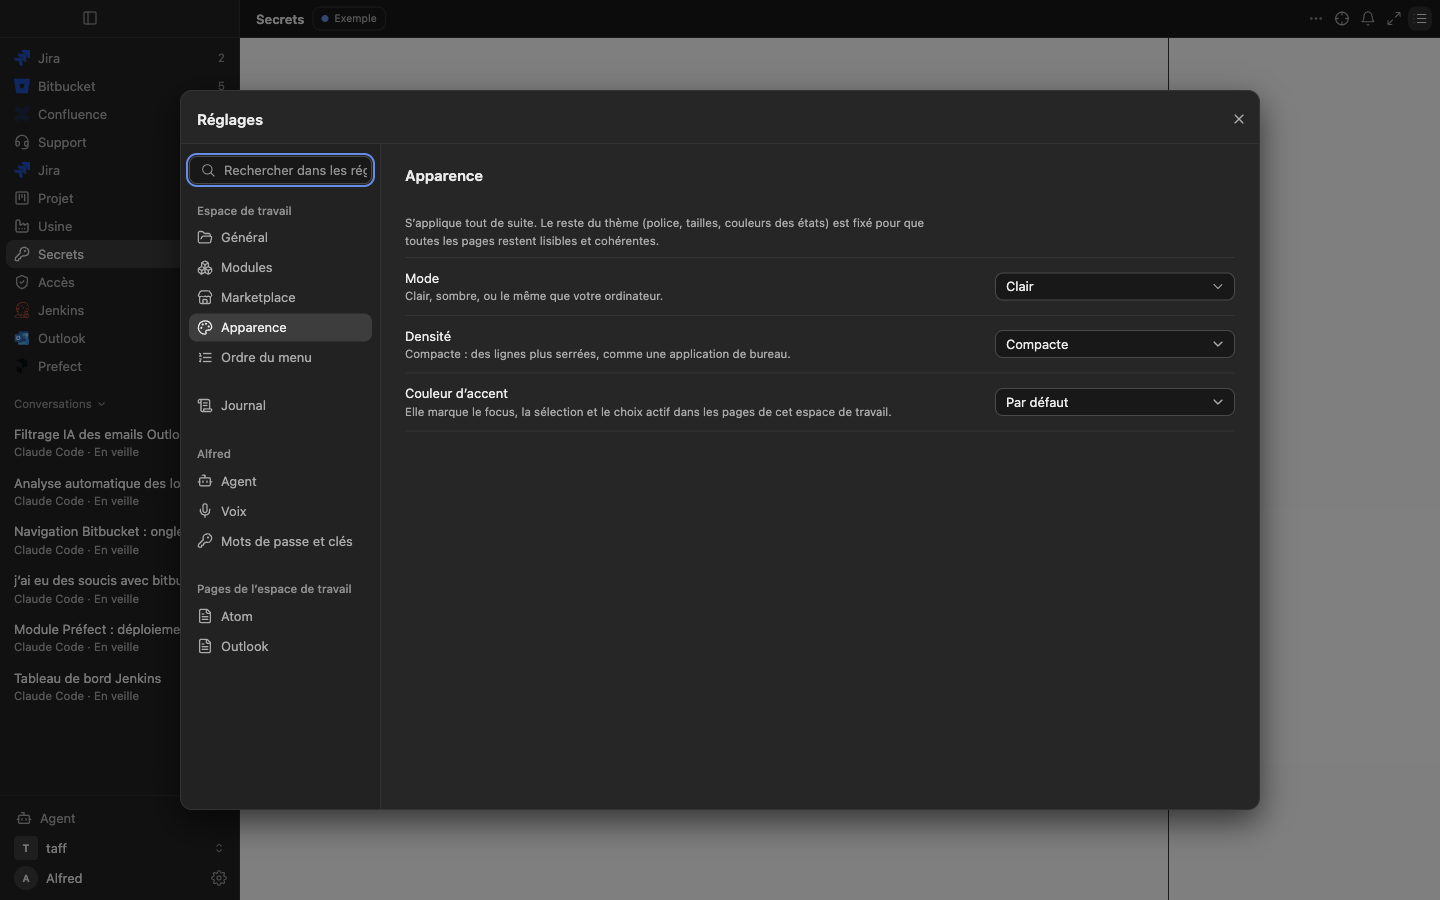 Secrets
Exemple
Jira
2
Bitbucket
5
Confluence
Support
Jira
Projet
Usine
Secrets
Accès
Jenkins
Outlook
Prefect
Conversations
Filtrage IA des emails Outlo
Claude Code · En veille
Analyse automatique des lo
Claude Code · En veille
Navigation Bitbucket : ongle
Claude Code · En veille
j’ai eu des soucis avec bitbu
Claude Code · En veille
Module Préfect : déploieme
Claude Code · En veille
Tableau de bord Jenkins
Claude Code · En veille
Agent
T
taff
A
Alfred
Réglages
Rechercher dans les rég
Espace de travail
Général
Modules
Marketplace
Apparence
Ordre du menu
Journal
Alfred
Agent
Voix
Mots de passe et clés
Pages de l’espace de travail
Atom
Outlook
Apparence
S’applique tout de suite. Le reste du thème (police, tailles, couleurs des états) est fixé pour que
toutes les pages restent lisibles et cohérentes.
Mode
Clair, sombre, ou le même que votre ordinateur.
Clair
Densité
Compacte : des lignes plus serrées, comme une application de bureau.
Compacte
Couleur d’accent
Elle marque le focus, la sélection et le choix actif dans les pages de cet espace de travail.
Par défaut